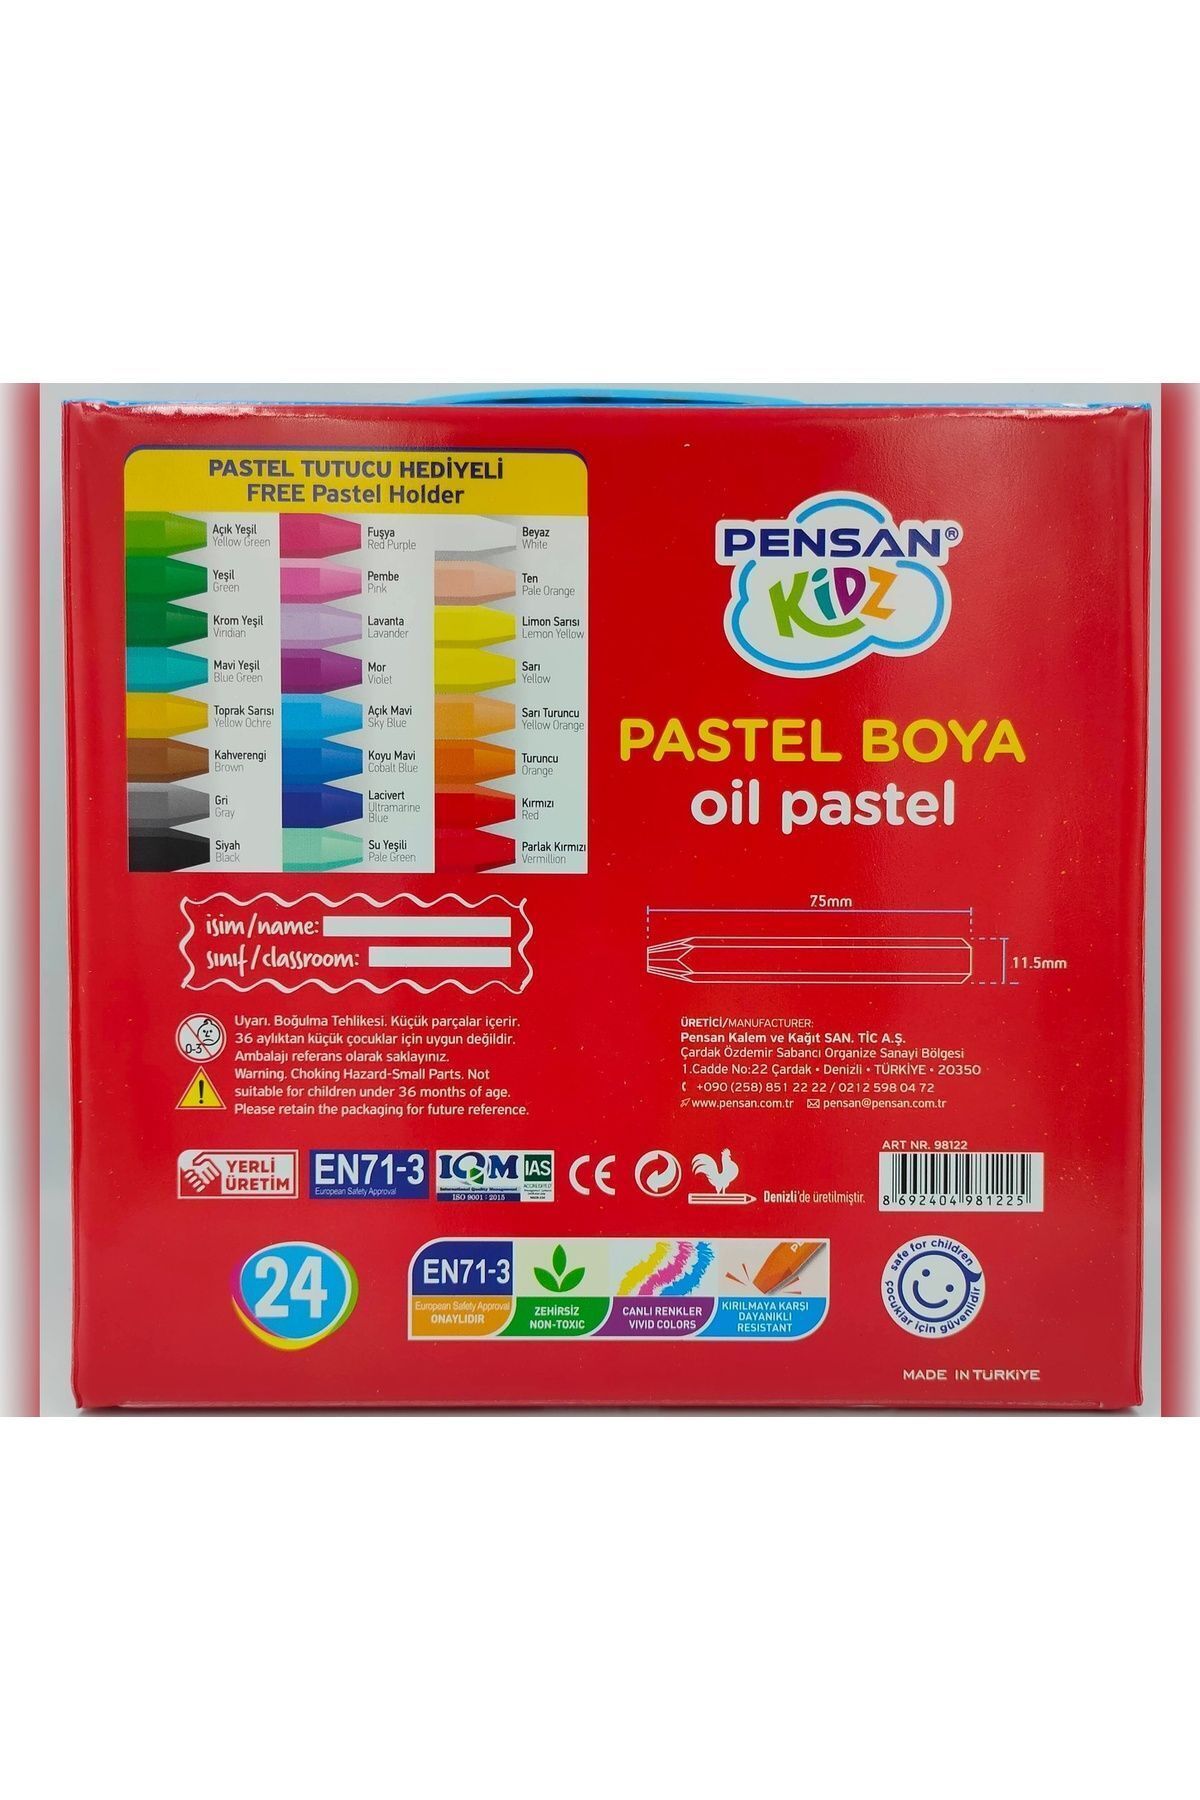 PASTEL TUTUCU HEDİYELİ
FREE Pastel Holder
Açık Yeşil
Yellow Green
Yeşil
Green
Krom Yeşil
Viridian
Mavi Yeşil
Blue Green
Toprak Sarısı
Yellow Ochre
Kahverengi
Brown
Gri
Gray
Siyah
Black
Fuşya
Red Purple
Pembe
Pink
Lavanta
Lavander
Mor
Violet
Açık Mavi
Sky Blue
Koyu Mavi
Cobalt Blue
Lacivert
Ultramarine
Blue
Su Yeşili
Pale Green
Beyaz
White
Ten
Pale Orange
Limon Sarısı
Lemon Yellow
Sarı
Yellow
Sarı Turuncu
Yellow Orange
Turuncu
Orange
Kırmızı
Red
Parlak Kırmızı
Vermillion
PENSAN®
KiDZ
PASTEL BOYA
oil pastel
isim/name:
sınıf/classroom:
75mm
11.5mm
0-3
Uyarı. Boğulma Tehlikesi. Küçük parçalar içerir.
36 aylıktan küçük çocuklar için uygun değildir.
Ambalajı referans olarak saklayınız.
Warning. Choking Hazard-Small Parts. Not
suitable for children under 36 months of age.
Please retain the packaging for future reference.
ÜRETİCİ/MANUFACTURER:
Pensan Kalem ve Kağıt SAN. TİC A.Ş.
Çardak Özdemir Sabancı Organize Sanayi Bölgesi
1.Cadde No:22 Çardak • Denizli • TÜRKİYE • 20350
+090 (258) 851 22 22 / 0212 598 04 72
www.pensan.com.tr pensan@pensan.com.tr
YERLİ
ÜRETİM
EN71-3
European Safety Approval
IQM
International Quality Management
ISO 9001 : 2015
IAS
ACCREDITED
CE
Denizli'de üretilmiştir.
ART NR. 98122
8 692404 981225
24
EN71-3
European Safety Approval
ONAYLIDIR
ZEHİRSİZ
NON-TOXIC
CANLI RENKLER
VIVID COLORS
KIRILMAYA KARŞI
DAYANIKLI
RESISTANT
safe for children
çocuklar için güvenlidir
MADE IN TÜRKİYE